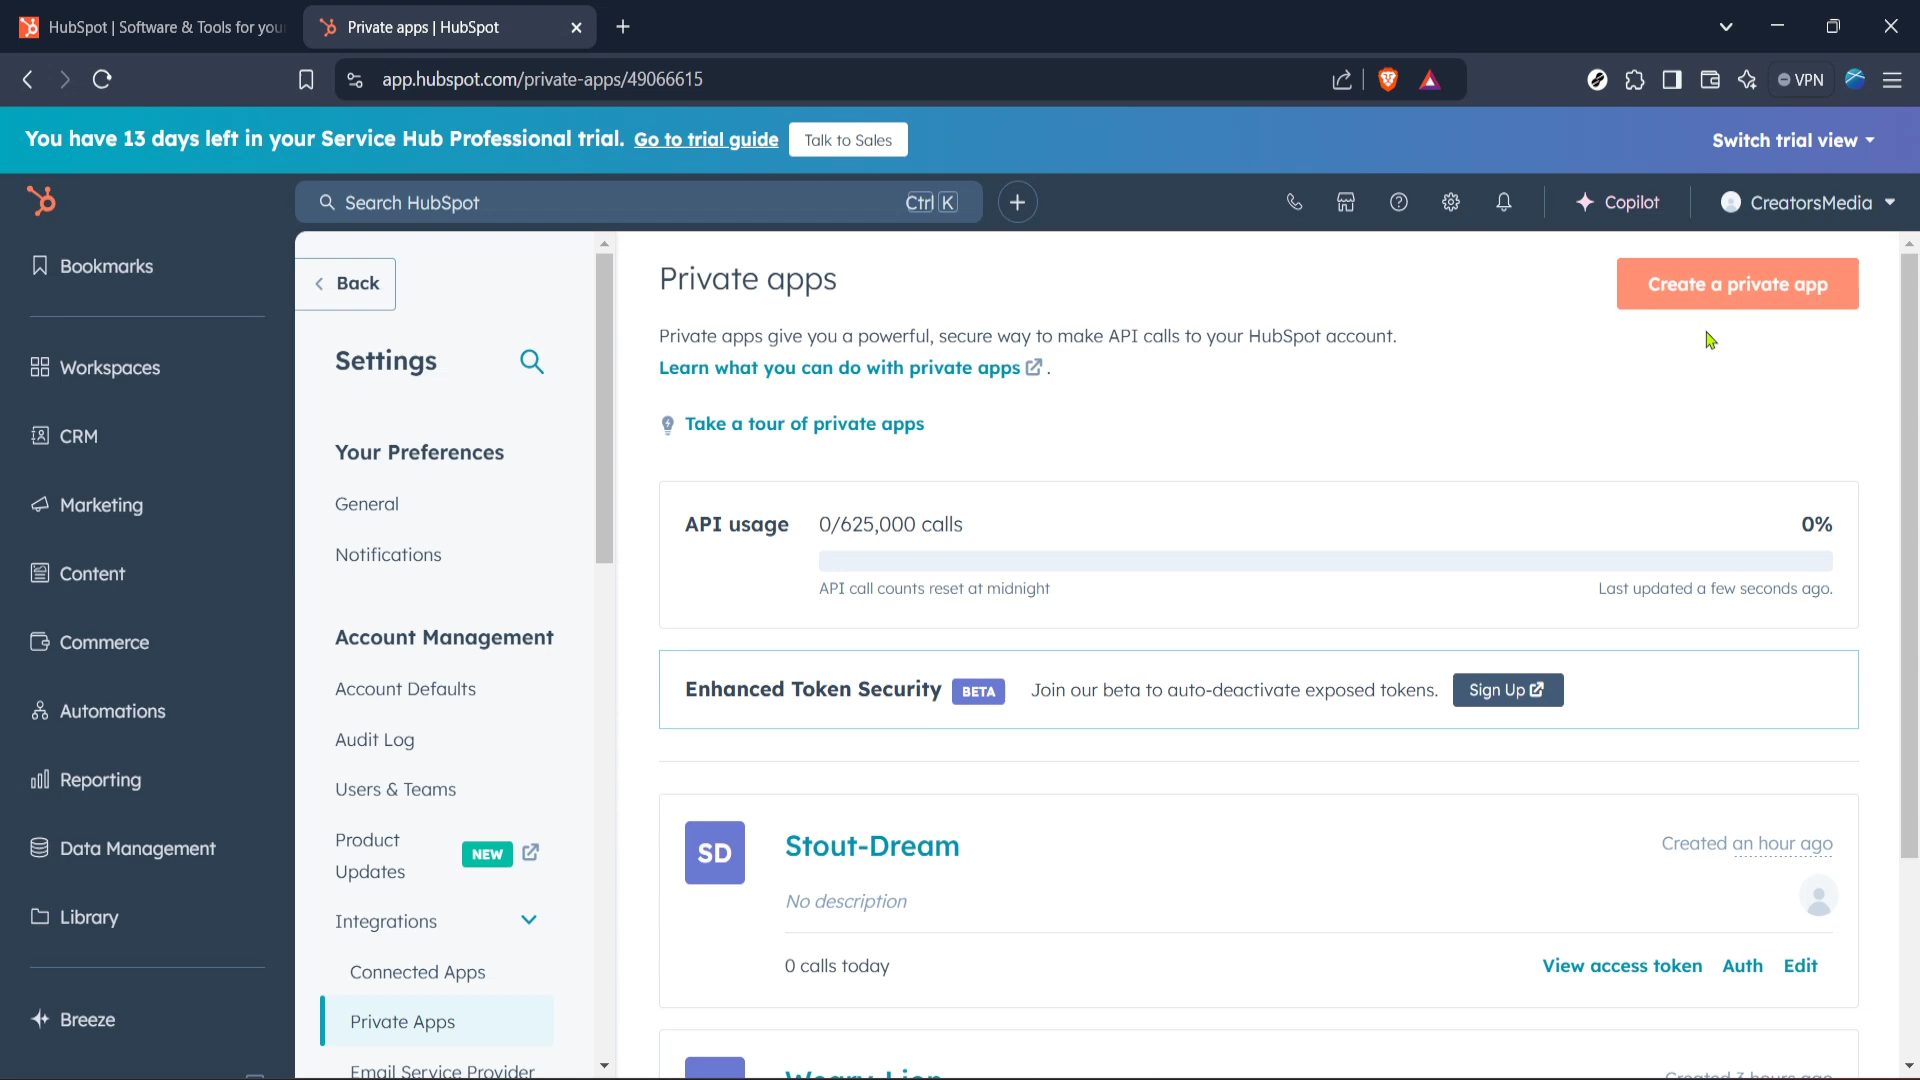 HubSpot | Software & Tools for your
Private apps | HubSpot
app.hubspot.com/private-apps/49066615
VPN
You have 13 days left in your Service Hub Professional trial. Go to trial guide Talk to Sales
Switch trial view
Search HubSpot Ctrl K
Copilot
CreatorsMedia
Bookmarks
Workspaces
CRM
Marketing
Content
Commerce
Automations
Reporting
Data Management
Library
Breeze
Back
Settings
Your Preferences
General
Notifications
Account Management
Account Defaults
Audit Log
Users & Teams
Product
Updates
NEW
Integrations
Connected Apps
Private Apps
Email Service Provider
Private apps
Create a private app
Private apps give you a powerful, secure way to make API calls to your HubSpot account.
Learn what you can do with private apps .
Take a tour of private apps
API usage 0/625,000 calls 0%
API call counts reset at midnight Last updated a few seconds ago.
Enhanced Token Security BETA Join our beta to auto-deactivate exposed tokens. Sign Up
SD
Stout-Dream
Created an hour ago
No description
0 calls today
View access token Auth Edit
Weary-Lion
Created 3 hours ago